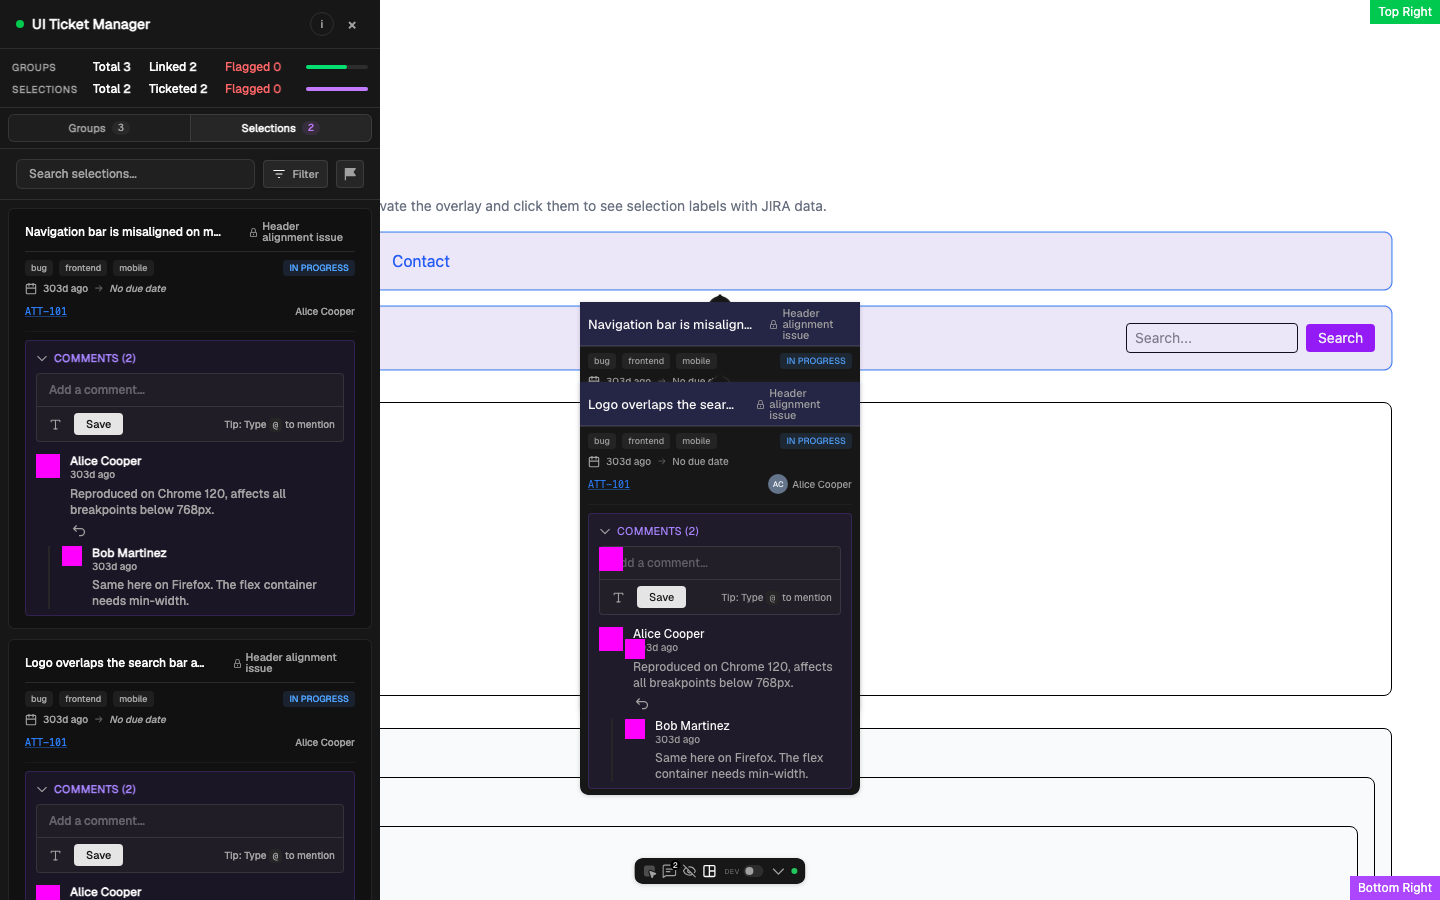 UI Ticket Manager
i
×
GROUPS Total 3 Linked 2 Flagged 0
SELECTIONS Total 2 Ticketed 2 Flagged 0
Groups 3
Selections 2
Search selections...
Filter
Navigation bar is misaligned on m...
Header
alignment issue
bug frontend mobile
IN PROGRESS
303d ago → No due date
ATT-101
Alice Cooper
COMMENTS (2)
Add a comment...
T Save Tip: Type @ to mention
Alice Cooper
303d ago
Reproduced on Chrome 120, affects all
breakpoints below 768px.
Bob Martinez
303d ago
Same here on Firefox. The flex container
needs min-width.
Logo overlaps the search bar a...
Header alignment
issue
bug frontend mobile
IN PROGRESS
303d ago → No due date
ATT-101
Alice Cooper
COMMENTS (2)
Add a comment...
T Save Tip: Type @ to mention
Alice Cooper
Top Right
vate the overlay and click them to see selection labels with JIRA data.
Contact
Search...
Search
Navigation bar is misalign...
Header
alignment
issue
bug frontend mobile
IN PROGRESS
303d ago → No due
Logo overlaps the sear...
Header
alignment
issue
bug frontend mobile
IN PROGRESS
303d ago → No due date
ATT-101
AC Alice Cooper
COMMENTS (2)
dd a comment...
T Save Tip: Type @ to mention
Alice Cooper
3d ago
Reproduced on Chrome 120, affects
all breakpoints below 768px.
Bob Martinez
303d ago
Same here on Firefox. The flex
container needs min-width.
2
DEV
Bottom Right